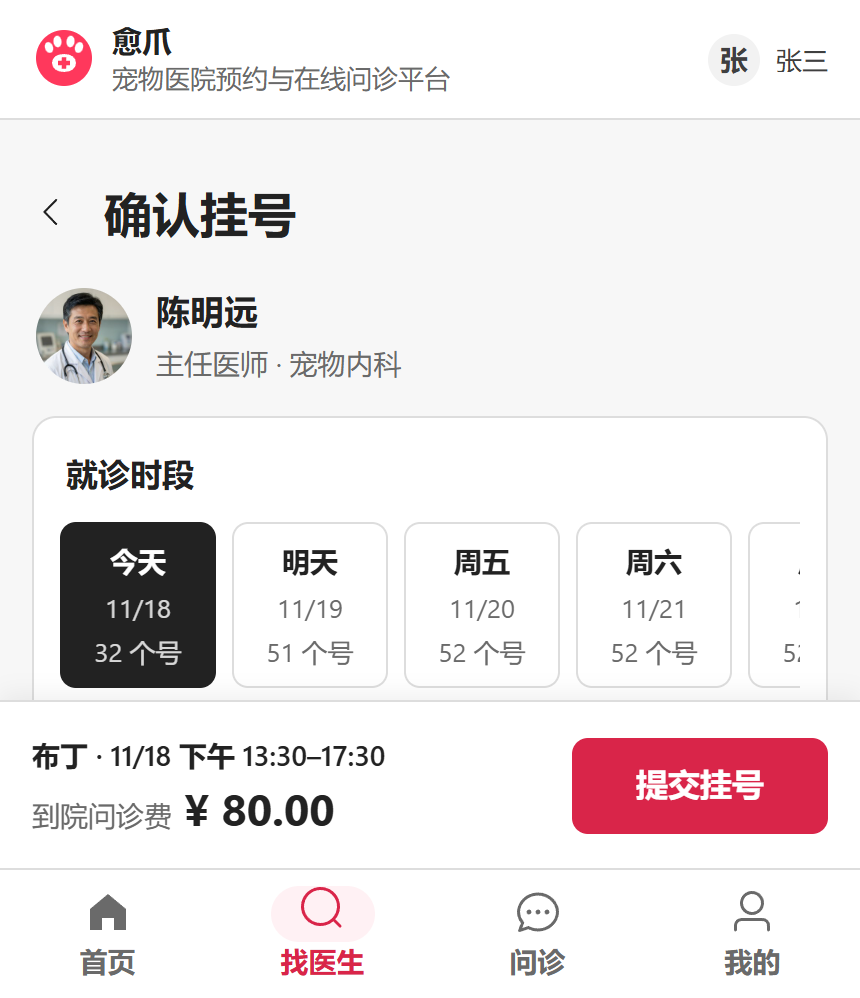 愈爪
宠物医院预约与在线问诊平台
张 张三
确认挂号
陈明远
主任医师 · 宠物内科
就诊时段
今天 明天 周五 周六
11/18 11/19 11/20 11/21
32 个号 51 个号 52 个号 52 个号
布丁 · 11/18 下午 13:30–17:30
到院问诊费 ¥ 80.00
提交挂号
首页 找医生 问诊 我的